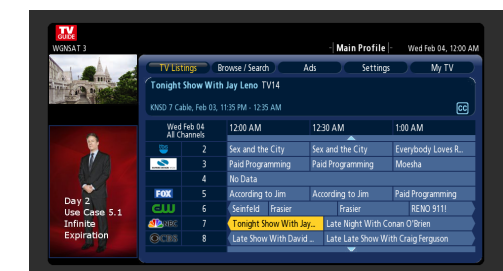 TV
GUIDE
WGNSAT 3
Main Profile
Wed Feb 04, 12:00 AM
TV Listings
Browse / Search
Ads
Settings
My TV
Tonight Show With Jay Leno TV14
KNSD 7 Cable, Feb 03, 11:35 PM - 12:35 AM
CC
Wed Feb 04
All Channels
12:00 AM
12:30 AM
1:00 AM
2 Sex and the City Sex and the City Everybody Loves R...
3 Paid Programming Paid Programming Moesha
4 No Data
FOX 5 According to Jim According to Jim Paid Programming
CW 6 Seinfeld Frasier Frasier RENO 911!
NBC 7 Tonight Show With Jay... Late Night With Conan O'Brien
CBS 8 Late Show With David ... Late Late Show With Craig Ferguson
Day 2
Use Case 5.1
Infinite
Expiration